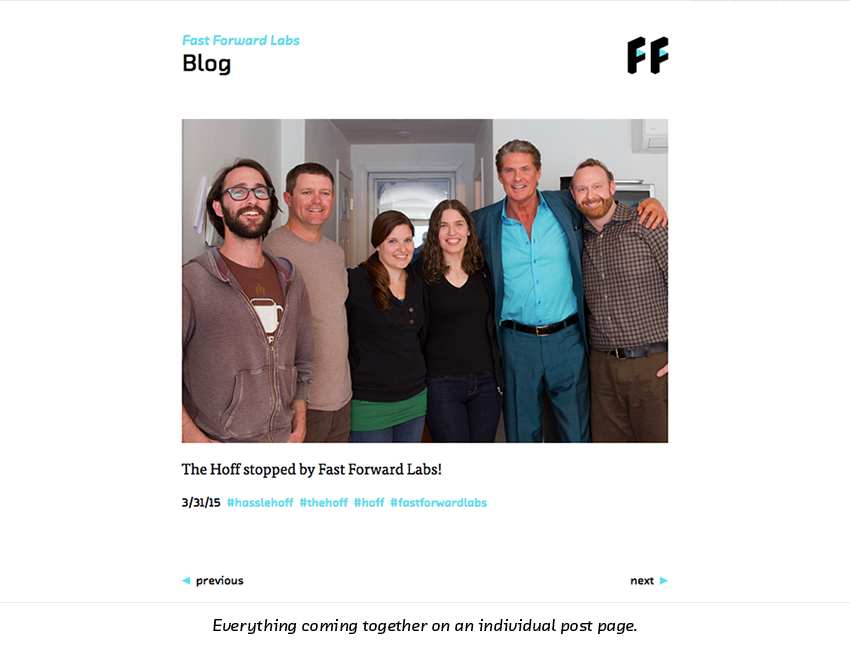 Fast Forward Labs
Blog
FF
The Hoff stopped by Fast Forward Labs!
3/31/15 #hasslehoff #thehoff #hoff #fastforwardlabs
◀ previous
next ▶
Everything coming together on an individual post page.